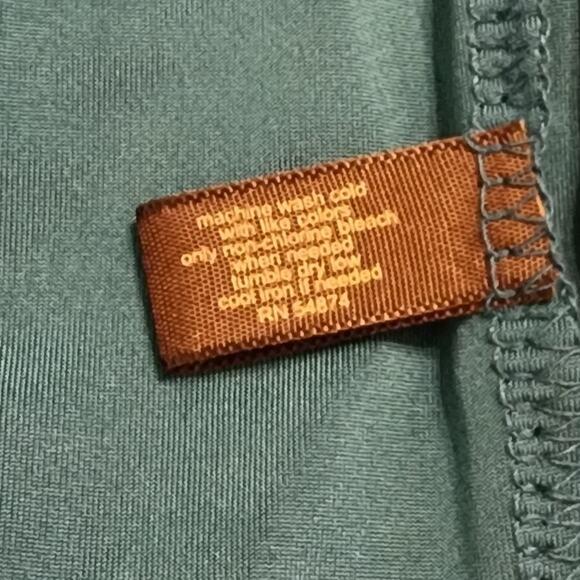 machine wash cold
with like colors
only non-chlorine bleach
when needed
tumble dry low
cool iron if needed
RN 54874